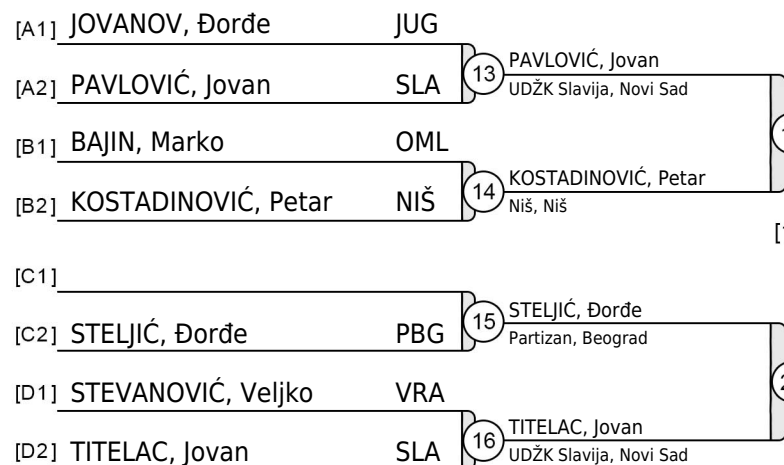 [A1] JOVANOV, Đorđe JUG
[A2] PAVLOVIĆ, Jovan SLA
13 PAVLOVIĆ, Jovan
UDŽK Slavija, Novi Sad
[B1] BAJIN, Marko OML
[B2] KOSTADINOVIĆ, Petar NIŠ
14 KOSTADINOVIĆ, Petar
Niš, Niš
[C1]
[C2] STELJIĆ, Đorđe PBG
15 STELJIĆ, Đorđe
Partizan, Beograd
[D1] STEVANOVIĆ, Veljko VRA
[D2] TITELAC, Jovan SLA
16 TITELAC, Jovan
UDŽK Slavija, Novi Sad